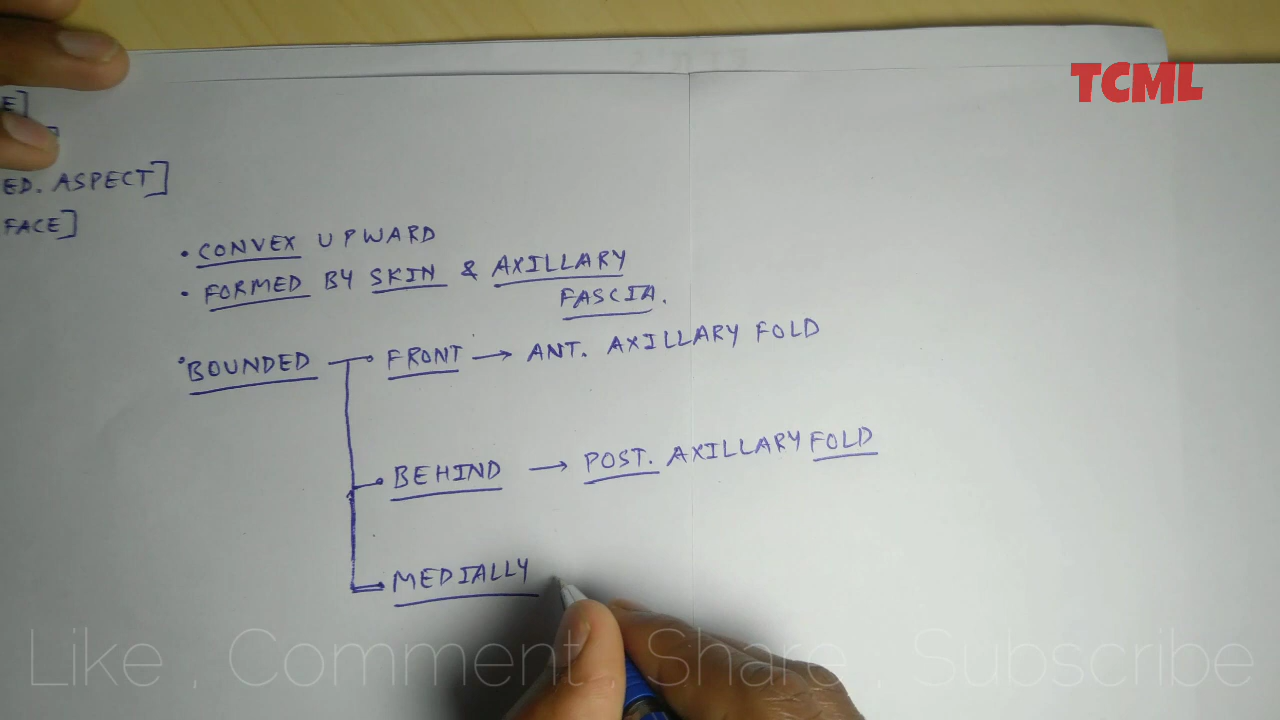 TCML
E]
ED. ASPECT]
FACE]
• CONVEX UPWARD
• FORMED BY SKIN & AXILLARY
FASCIA.
• BOUNDED FRONT → ANT. AXILLARY FOLD
BEHIND → POST. AXILLARY FOLD
MEDIALLY
Like , Comment , Share , Subscribe